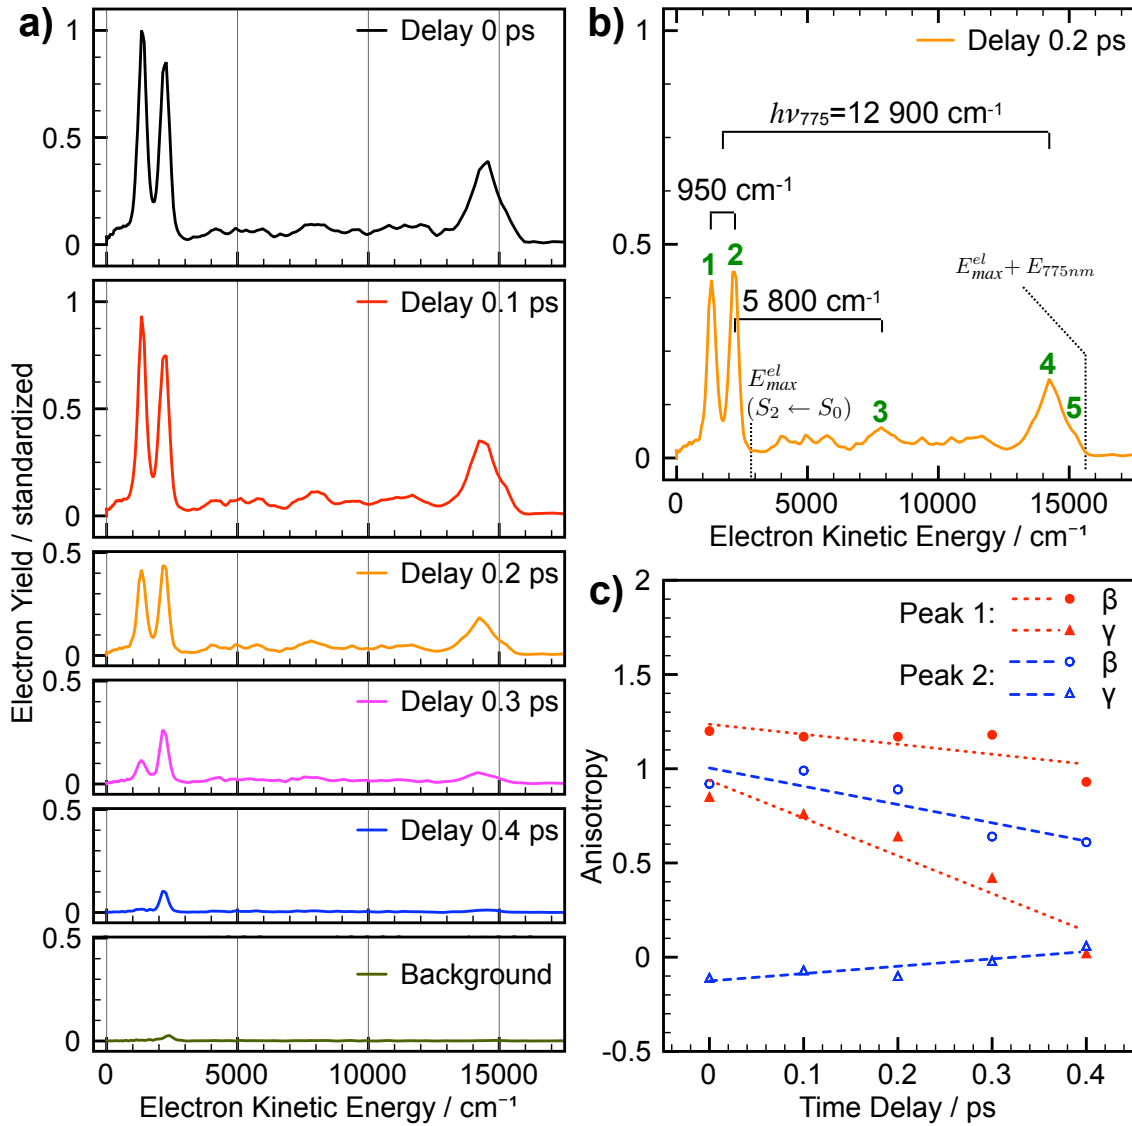 a)
Delay 0 ps
1
0.5
0
Delay 0.1 ps
1
0.5
0
Delay 0.2 ps
0.5
0
Delay 0.3 ps
0.5
0
Delay 0.4 ps
0.5
0
Background
0.5
0
0 5000 10000 15000
Electron Kinetic Energy / cm⁻¹
Electron Yield / standardized
b)
Delay 0.2 ps
1
0.5
0
hν775=12 900 cm⁻¹
950 cm⁻¹
1 2
5 800 cm⁻¹
E^{el}_{max}
(S₂ ← S₀)
E^{el}_{max} + E_{775nm}
3
4
5
0 5000 10000 15000
Electron Kinetic Energy / cm⁻¹
c)
Peak 1: β
γ
Peak 2: β
γ
2
1.5
1
0.5
0
-0.5
Anisotropy
0 0.1 0.2 0.3 0.4
Time Delay / ps